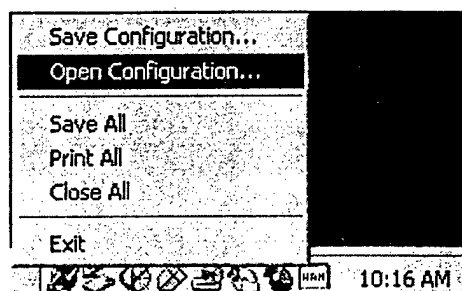 Save Configuration...
Open Configuration...
Save All
Print All
Close All
Exit
10:16 AM